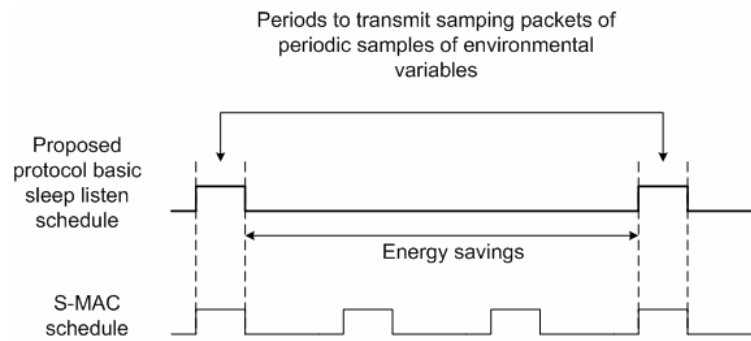 Periods to transmit samping packets of
periodic samples of environmental
variables
Proposed
protocol basic
sleep listen
schedule
Energy savings
S-MAC
schedule